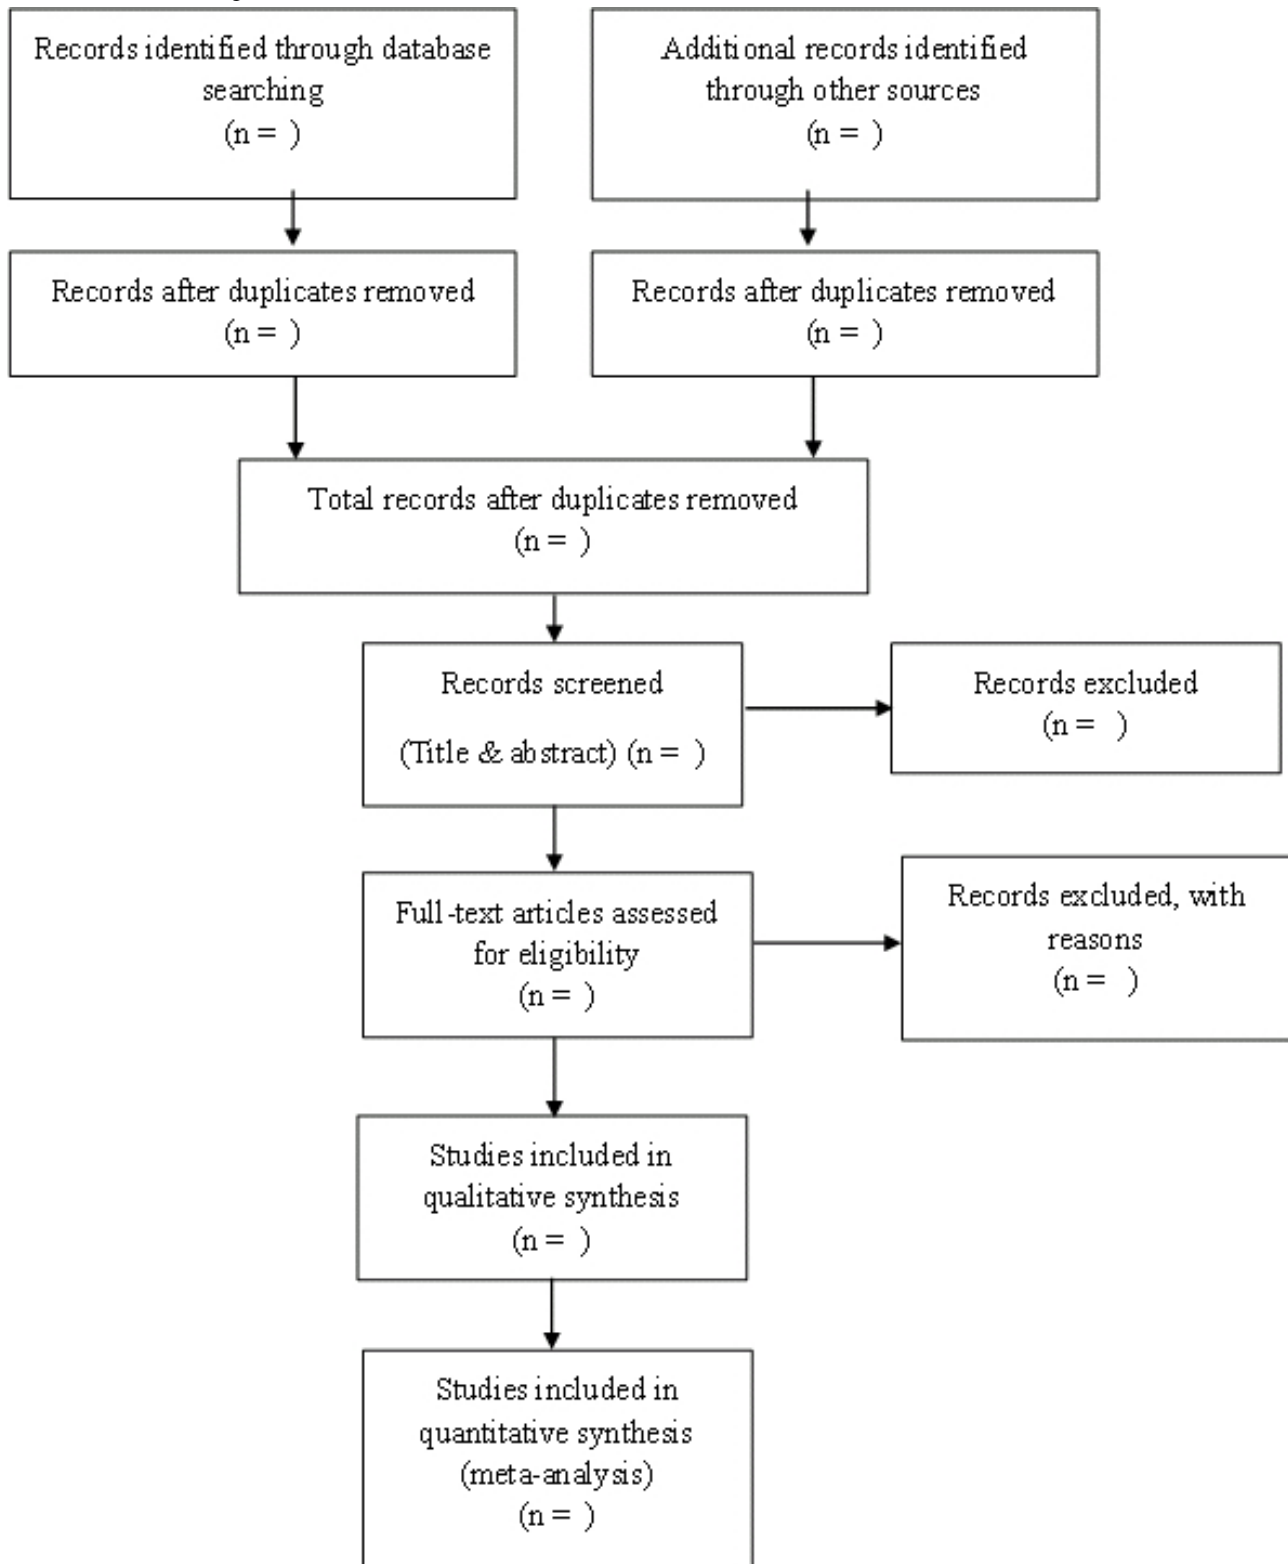 Records identified through database
searching
(n = )
Additional records identified
through other sources
(n = )
Records after duplicates removed
(n = )
Records after duplicates removed
(n = )
Total records after duplicates removed
(n = )
Records screened
(Title & abstract) (n = )
Records excluded
(n = )
Full-text articles assessed
for eligibility
(n = )
Records excluded, with
reasons
(n = )
Studies included in
qualitative synthesis
(n = )
Studies included in
quantitative synthesis
(meta-analysis)
(n = )